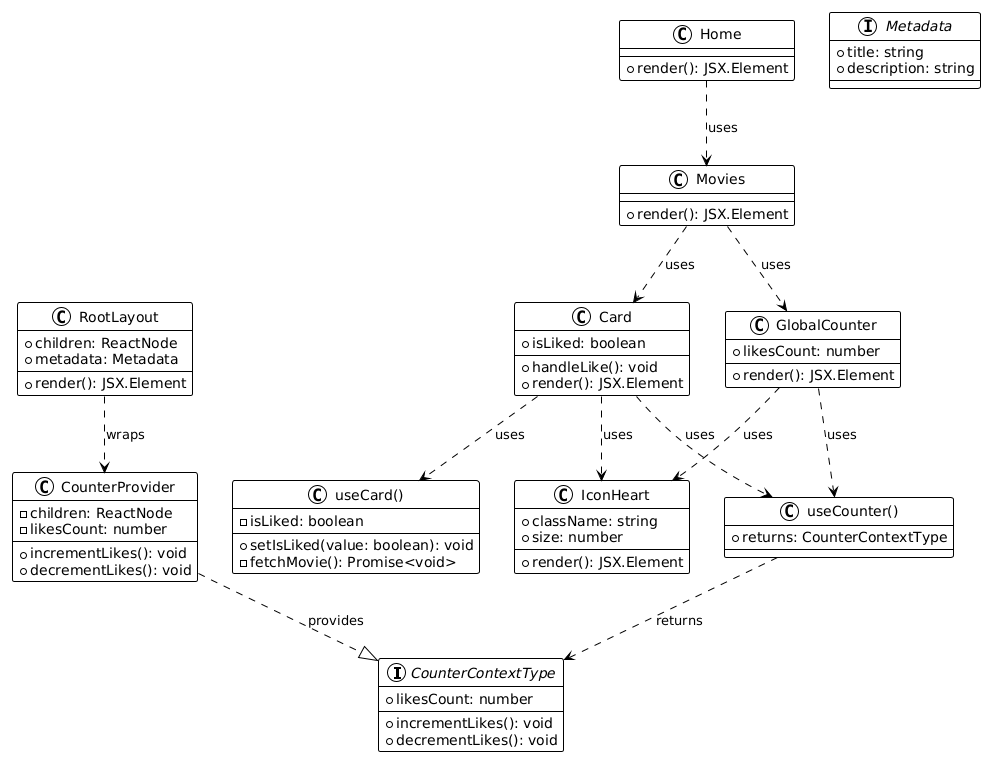 C Home
render(): JSX.Element
I Metadata
title: string
description: string
uses
C Movies
render(): JSX.Element
uses
uses
C RootLayout
children: ReactNode
metadata: Metadata
render(): JSX.Element
C Card
isLiked: boolean
handleLike(): void
render(): JSX.Element
C GlobalCounter
likesCount: number
render(): JSX.Element
wraps
uses
uses
uses
uses
uses
C CounterProvider
children: ReactNode
likesCount: number
incrementLikes(): void
decrementLikes(): void
C useCard()
isLiked: boolean
setIsLiked(value: boolean): void
fetchMovie(): Promise<void>
C IconHeart
className: string
size: number
render(): JSX.Element
C useCounter()
returns: CounterContextType
provides
returns
I CounterContextType
likesCount: number
incrementLikes(): void
decrementLikes(): void